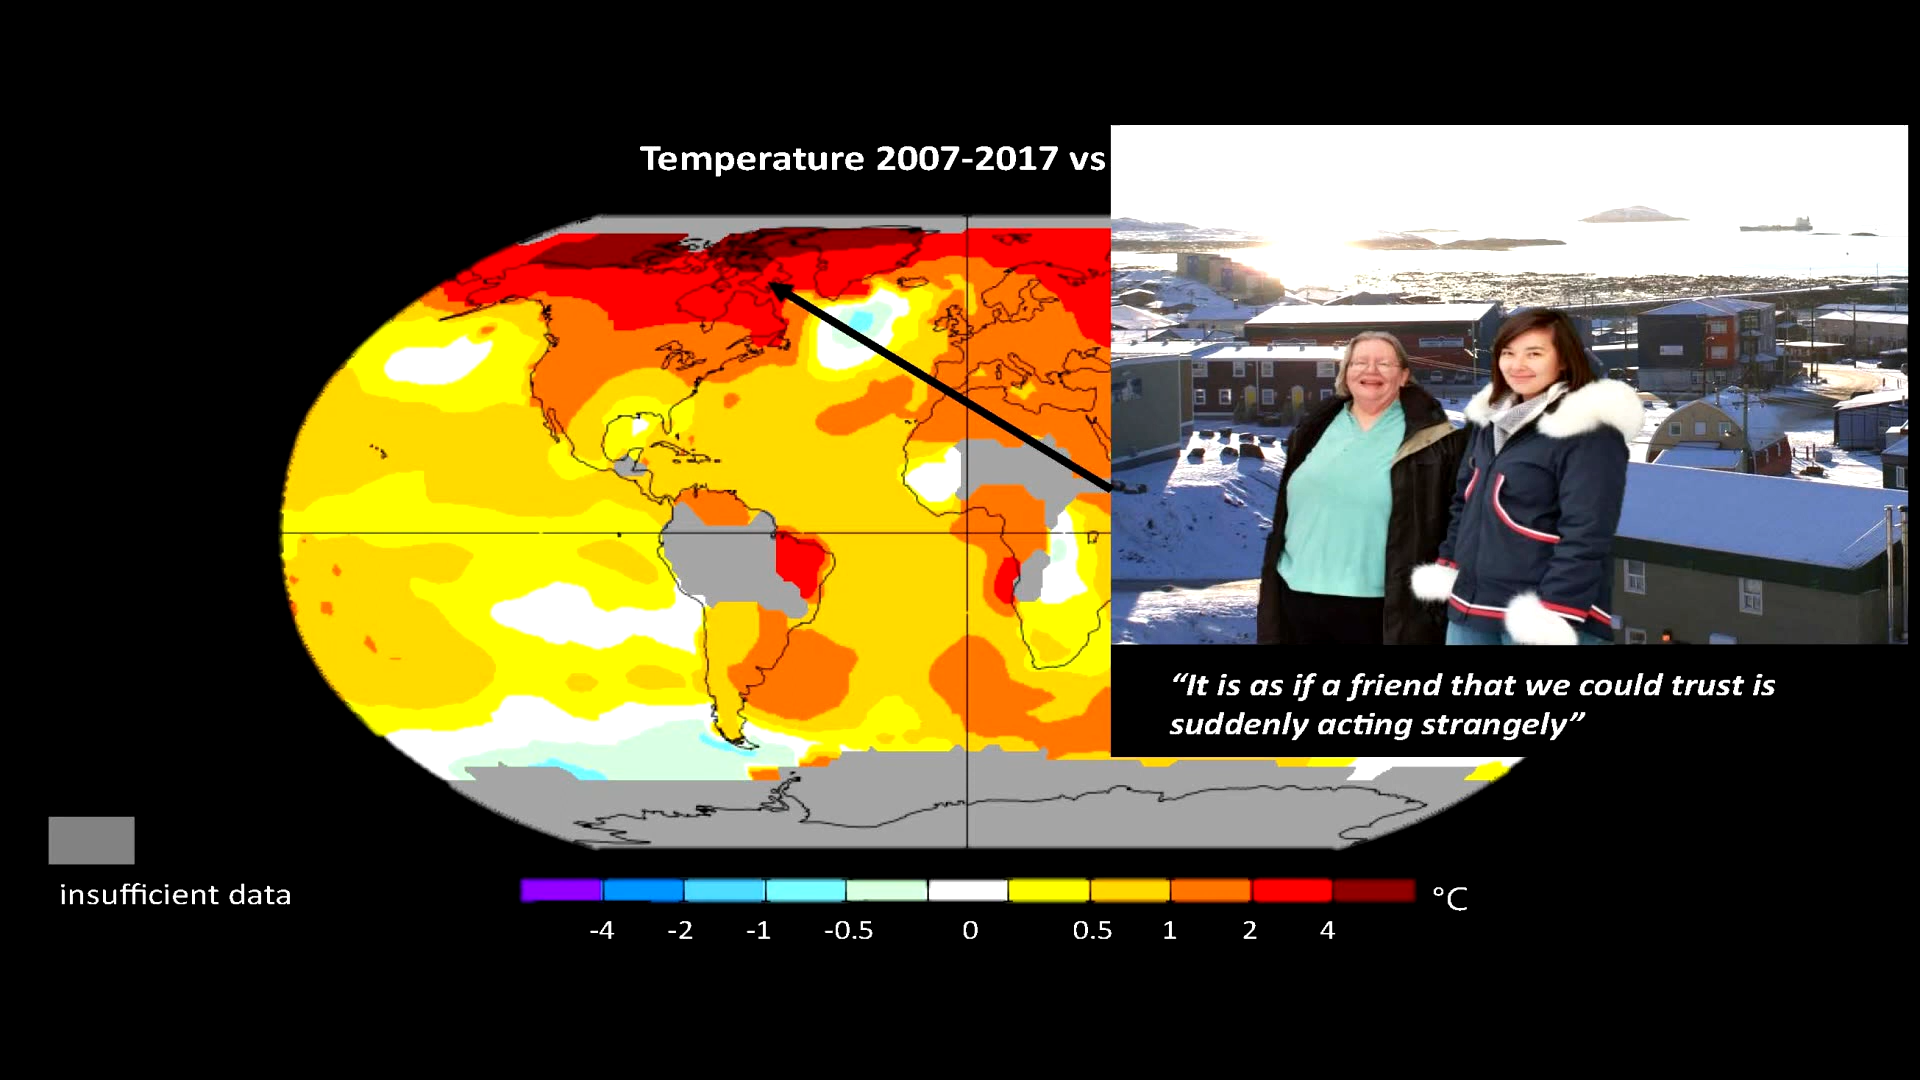 Temperature 2007-2017 vs
“It is as if a friend that we could trust is
suddenly acting strangely”
insufficient data
°C
-4 -2 -1 -0.5 0 0.5 1 2 4